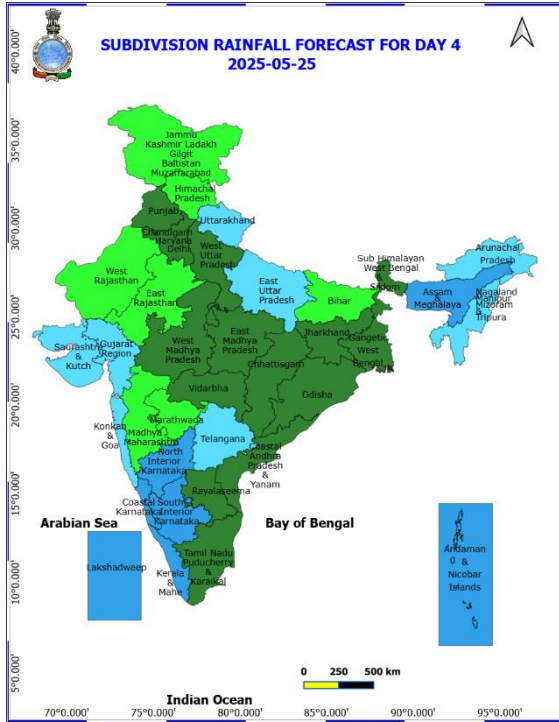 SUBDIVISION RAINFALL FORECAST FOR DAY 4
2025-05-25
40°0.000'
35°0.000'
30°0.000'
25°0.000'
20°0.000'
15°0.000'
10°0.000'
5°0.000'
Jammu
Kashmir Ladakh
Gilgit
Baltistan
Muzaffarabad
Himachal
Pradesh
Punjab
Uttarakhand
Chandigarh
Haryana
Delhi
West
Uttar
Pradesh
Sub Himalayan
West Bengal
Sikkim
Arunachal
Pradesh
West
Rajasthan
East
Rajasthan
East
Uttar
Pradesh
Bihar
Assam
&
Meghalaya
Nagaland
Manipur
Mizoram
&
Tripura
Saurashtra
&
Kutch
Gujarat
Region
West
Madhya
Pradesh
East
Madhya
Pradesh
Jharkhand
Gangetic
West
Bengal
Chhattisgarh
Vidarbha
Odisha
Konkan
&
Goa
Marathwada
Madhya
Maharashtra
Telangana
North
Interior
Karnataka
Coastal
Andhra
Pradesh
&
Yanam
Rayalaseema
Coastal
Karnataka
South
Interior
Karnataka
Arabian Sea
Bay of Bengal
Lakshadweep
Kerala
&
Mahe
Tamil Nadu
Puducherry
&
Karaikal
Andaman
&
Nicobar
Islands
0 250 500 km
70°0.000' 75°0.000' 80°0.000' 85°0.000' 90°0.000' 95°0.000'
Indian Ocean